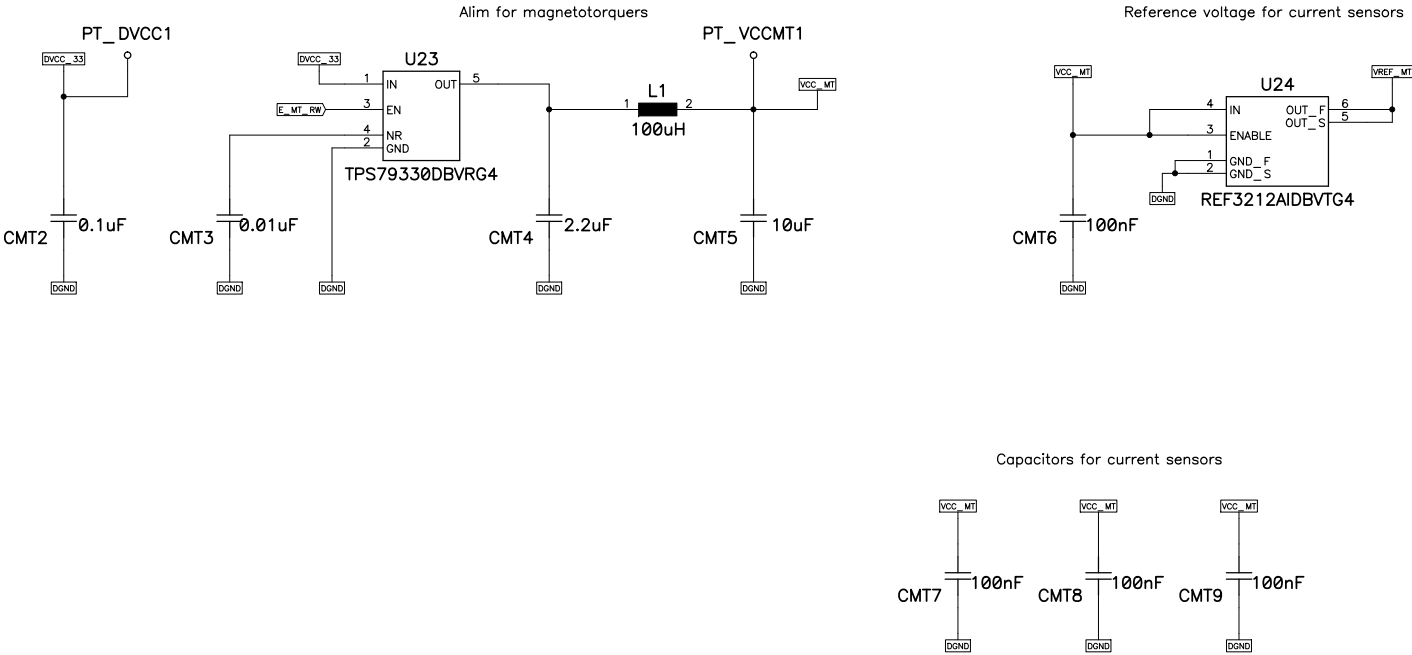 Alim for magnetotorquers
Reference voltage for current sensors
PT_DVCC1
PT_VCCMT1
DVCC_33
DVCC_33
U23
1 IN OUT 5
E_MT_RW 3 EN
4 NR
2 GND
TPS79330DBVRG4
1 L1 2
100uH
VCC_MT
VCC_MT
VREF_MT
U24
4 IN OUT_F 6
OUT_S 5
3 ENABLE
1 GND_F
2 GND_S
DGND
REF3212AIDBVTG4
CMT2 0.1uF
CMT3 0.01uF
CMT4 2.2uF
CMT5 10uF
CMT6 100nF
DGND
DGND
DGND
DGND
DGND
DGND
Capacitors for current sensors
VCC_MT
VCC_MT
VCC_MT
CMT7 100nF
CMT8 100nF
CMT9 100nF
DGND
DGND
DGND